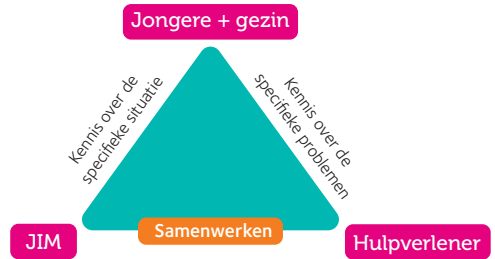 Jongere + gezin
Kennis over de
specifieke situatie
Kennis over de
specifieke problemen
JIM
Samenwerken
Hulpverlener